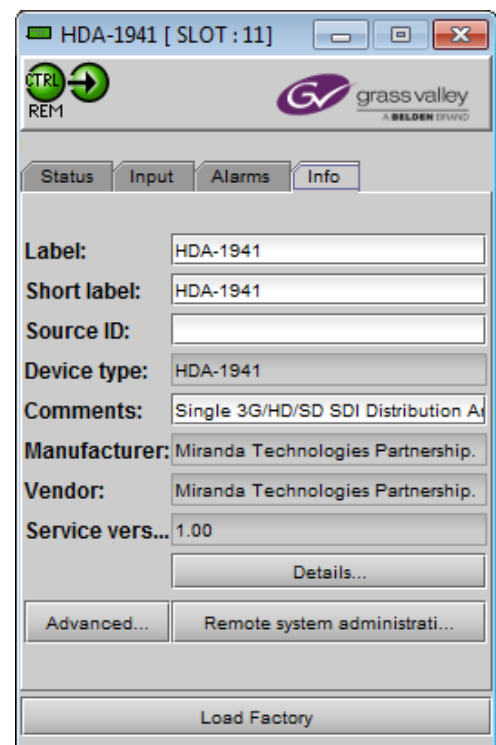 HDA-1941 [ SLOT : 11]
CTRL
REM
grass valley
A BELDEN BRAND
Status Input Alarms Info
Label: HDA-1941
Short label: HDA-1941
Source ID:
Device type: HDA-1941
Comments: Single 3G/HD/SD SDI Distribution
Manufacturer: Miranda Technologies Partnership.
Vendor: Miranda Technologies Partnership.
Service vers... 1.00
Details...
Advanced... Remote system administrati...
Load Factory